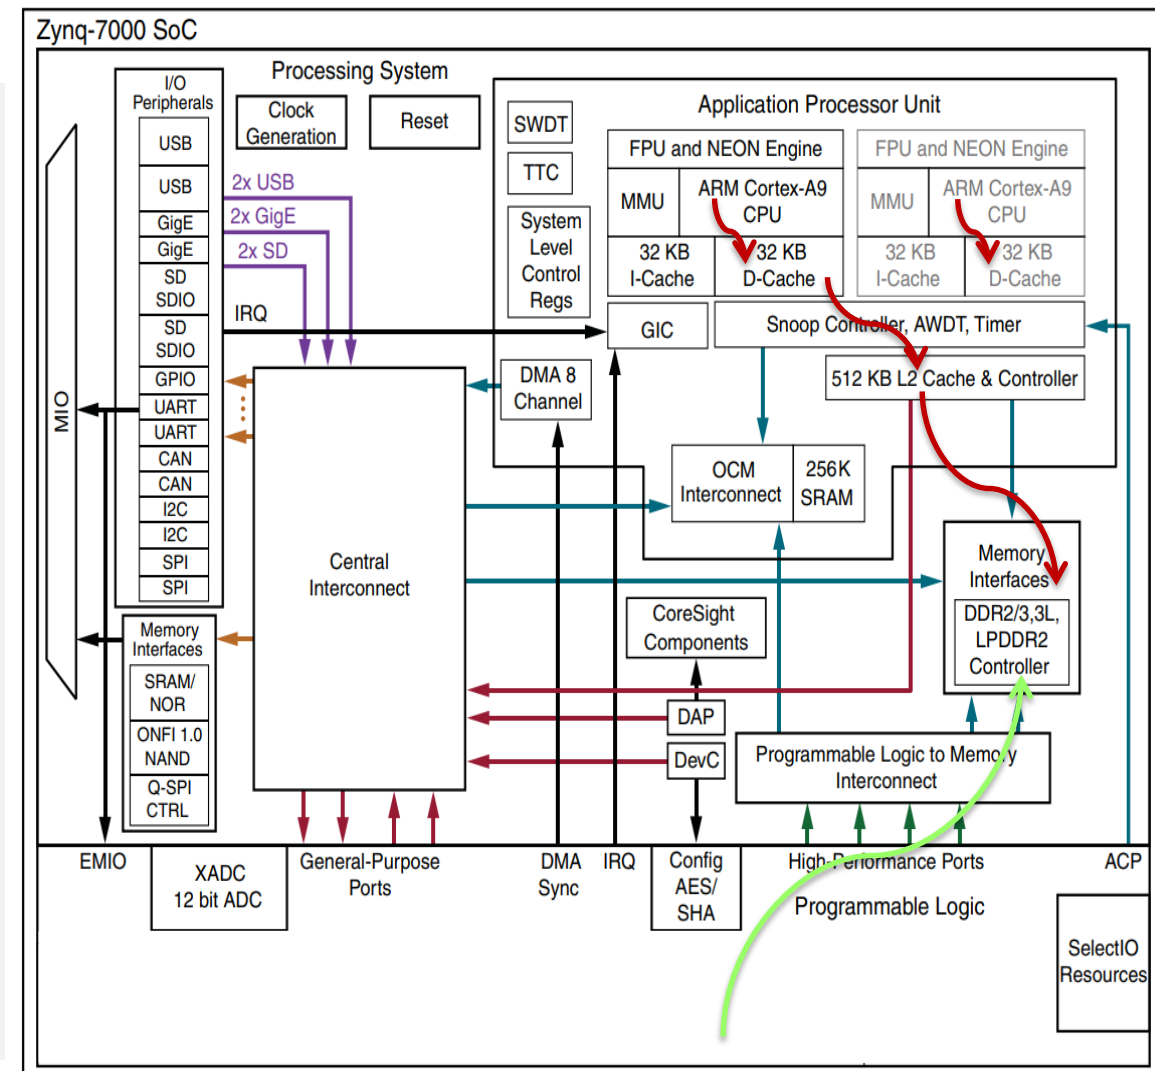 Zynq-7000 SoC
Processing System
I/O
Peripherals
USB
USB
GigE
GigE
SD
SDIO
SD
SDIO
GPIO
UART
UART
CAN
CAN
I2C
I2C
SPI
SPI
MIO
Clock
Generation
Reset
2x USB
2x GigE
2x SD
IRQ
Application Processor Unit
SWDT
TTC
System
Level
Control
Regs
FPU and NEON Engine
MMU
ARM Cortex-A9
CPU
32 KB
I-Cache
32 KB
D-Cache
FPU and NEON Engine
MMU
ARM Cortex-A9
CPU
32 KB
I-Cache
32 KB
D-Cache
GIC
Snoop Controller, AWDT, Timer
DMA 8
Channel
512 KB L2 Cache & Controller
OCM
Interconnect
256K
SRAM
Central
Interconnect
Memory
Interfaces
DDR2/3,3L,
LPDDR2
Controller
CoreSight
Components
Memory
Interfaces
SRAM/
NOR
ONFI 1.0
NAND
Q-SPI
CTRL
DAP
DevC
Programmable Logic to Memory
Interconnect
EMIO
XADC
12 bit ADC
General-Purpose
Ports
DMA
Sync
IRQ
Config
AES/
SHA
High-Performance Ports
ACP
Programmable Logic
SelectIO
Resources